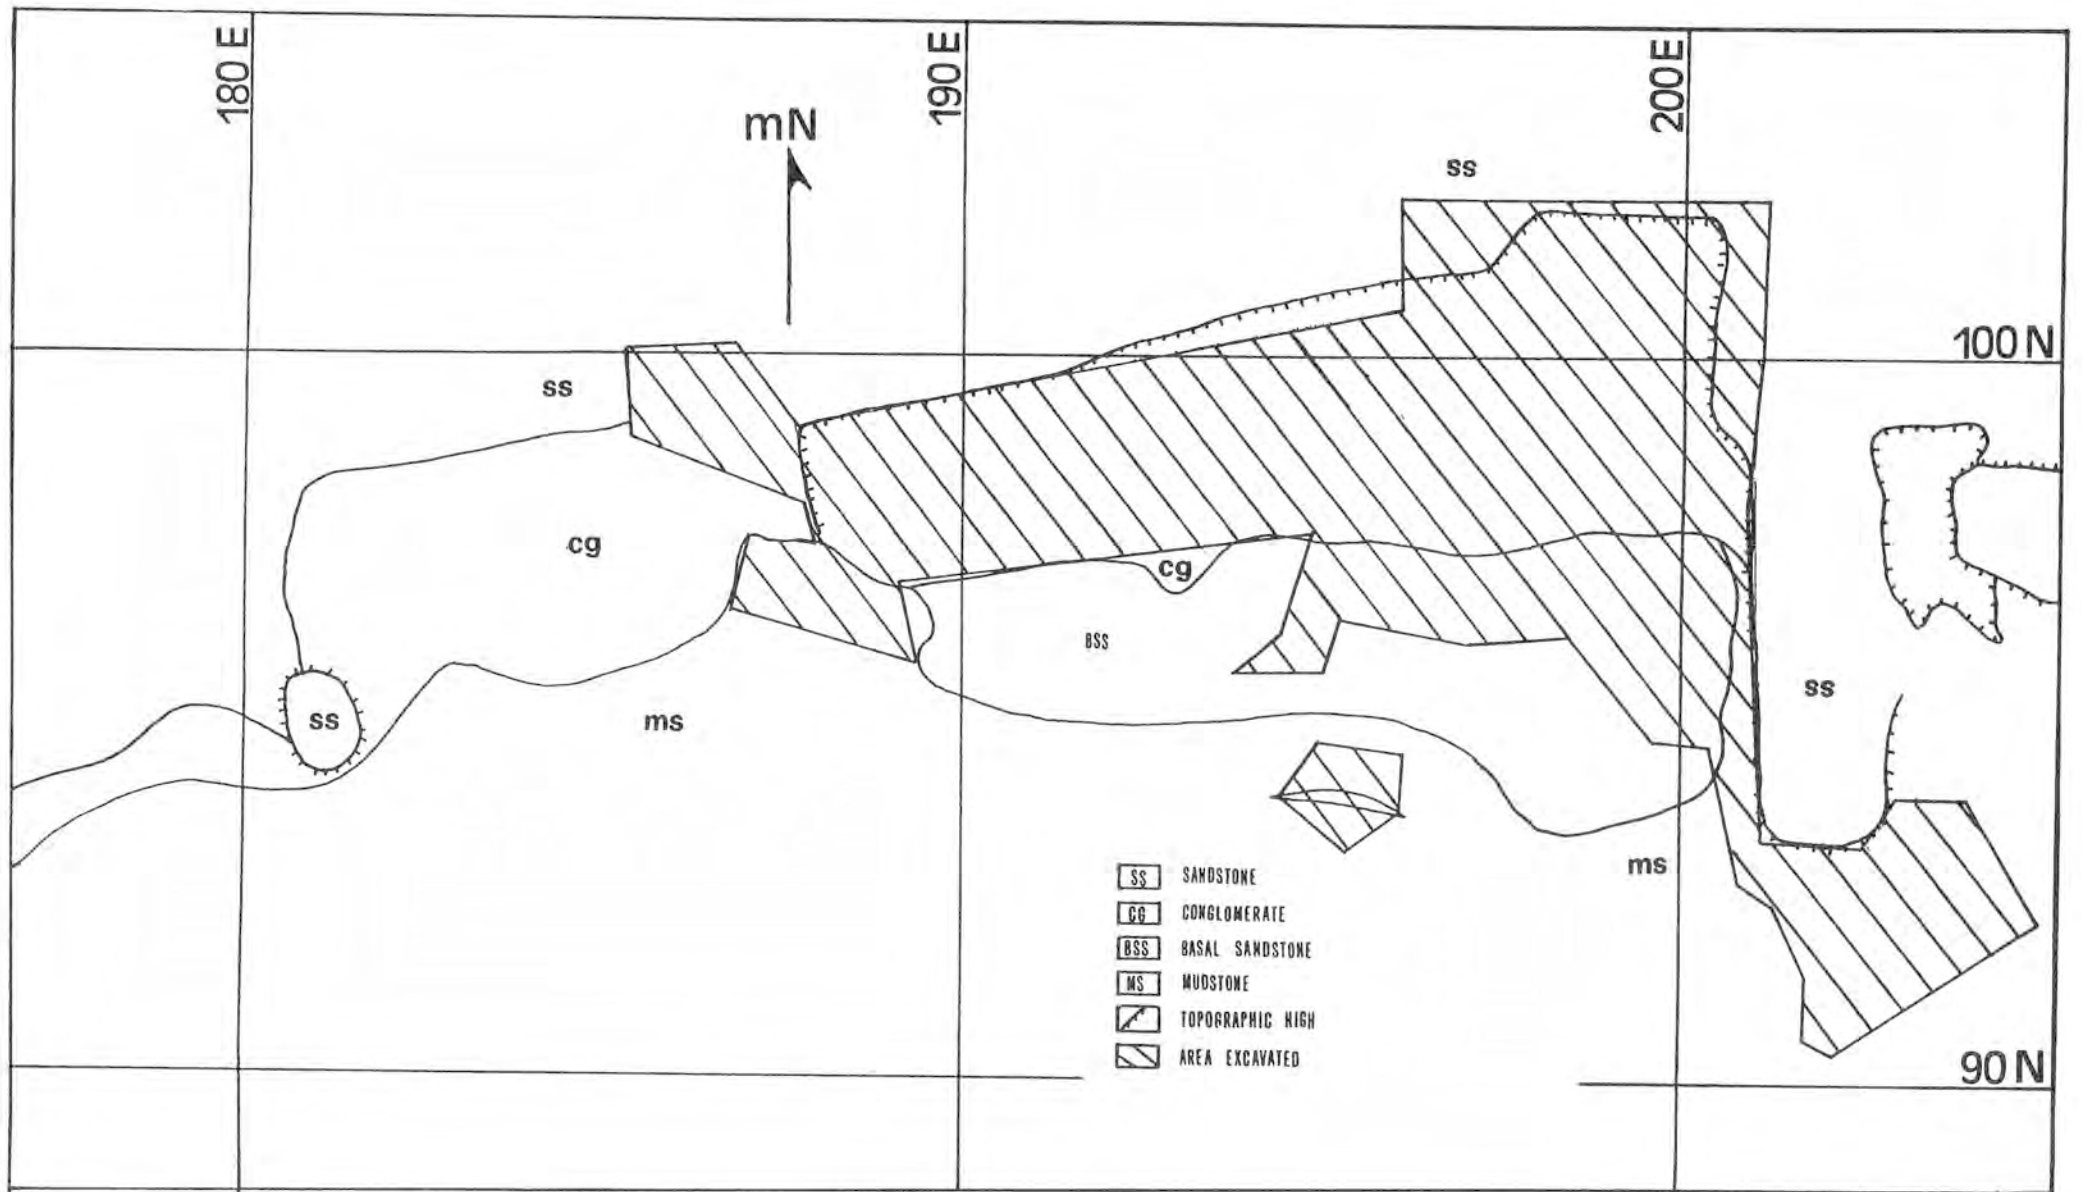 180 E
190 E
200 E
mN
ss
100 N
ss
cg
cg
BSS
ss
ss
ms
ms
SS SANDSTONE
CG CONGLOMERATE
BSS BASAL SANDSTONE
MS MUDSTONE
TOPOGRAPHIC HIGH
AREA EXCAVATED
90 N